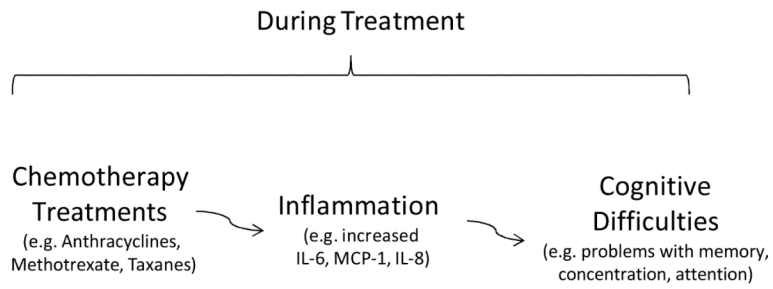 During Treatment
Chemotherapy
Treatments
(e.g. Anthracyclines,
Methotrexate, Taxanes)
Inflammation
(e.g. increased
IL-6, MCP-1, IL-8)
Cognitive
Difficulties
(e.g. problems with memory,
concentration, attention)